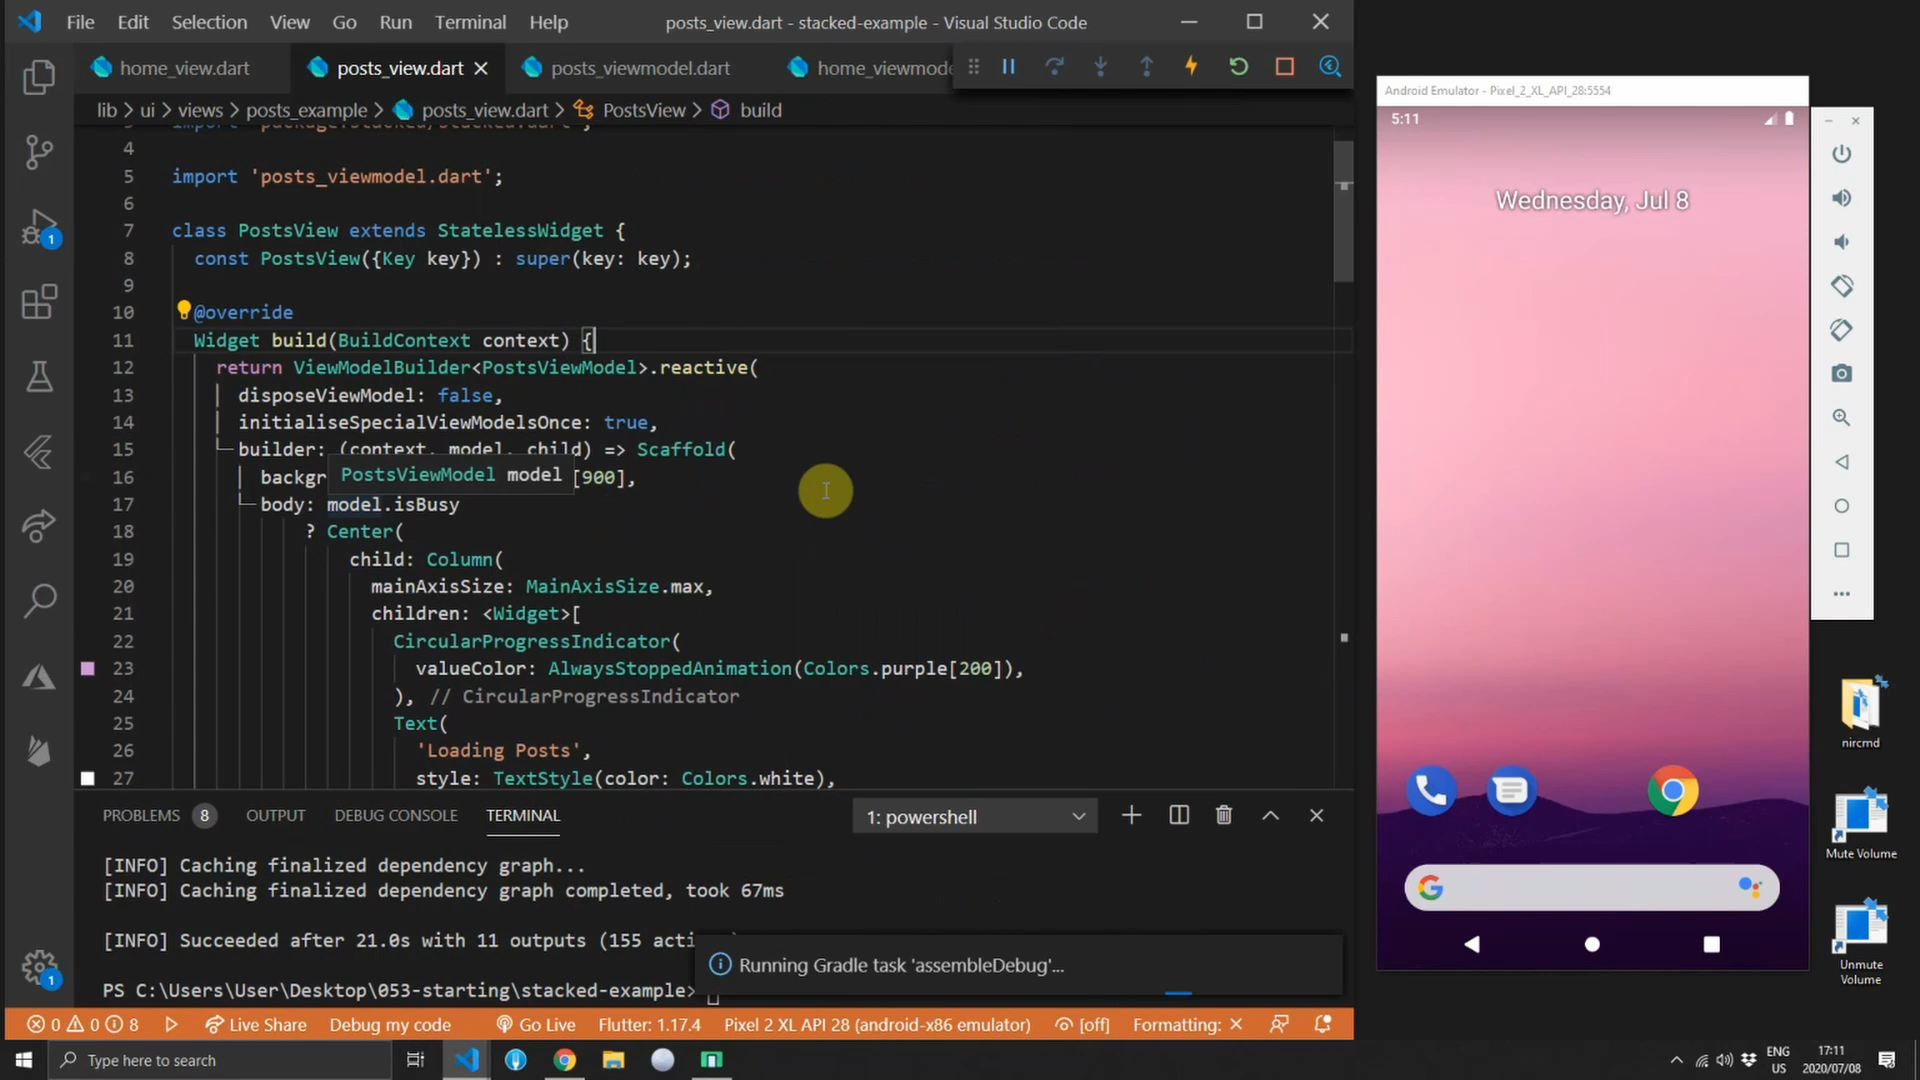 File Edit Selection View Go Run Terminal Help
posts_view.dart - stacked-example - Visual Studio Code
home_view.dart
posts_view.dart
posts_viewmodel.dart
home_viewmode
lib > ui > views > posts_example > posts_view.dart > PostsView > build
4
5 import 'posts_viewmodel.dart';
6
7 class PostsView extends StatelessWidget {
8 const PostsView({Key key}) : super(key: key);
9
10 @override
11 Widget build(BuildContext context) {
12 return ViewModelBuilder<PostsViewModel>.reactive(
13 disposeViewModel: false,
14 initialiseSpecialViewModelsOnce: true,
15 builder: (context, model, child) => Scaffold(
16 backgr
PostsViewModel model
[900],
17 body: model.isBusy
18 ? Center(
19 child: Column(
20 mainAxisSize: MainAxisSize.max,
21 children: <Widget>[
22 CircularProgressIndicator(
23 valueColor: AlwaysStoppedAnimation(Colors.purple[200]),
24 ), // CircularProgressIndicator
25 Text(
26 'Loading Posts',
27 style: TextStyle(color: Colors.white),
PROBLEMS 8 OUTPUT DEBUG CONSOLE TERMINAL
1: powershell
[INFO] Caching finalized dependency graph...
[INFO] Caching finalized dependency graph completed, took 67ms
[INFO] Succeeded after 21.0s with 11 outputs (155 acti
Running Gradle task 'assembleDebug'...
PS C:\Users\User\Desktop\053-starting\stacked-example>
0 0 8 Live Share Debug my code Go Live Flutter: 1.17.4 Pixel 2 XL API 28 (android-x86 emulator) [off] Formatting: ×
1
1
Android Emulator - Pixel_2_XL_API_28:5554
5:11
Wednesday, Jul 8
nircmd
Mute Volume
Unmute
Volume
Type here to search
ENG
US
17:11
2020/07/08